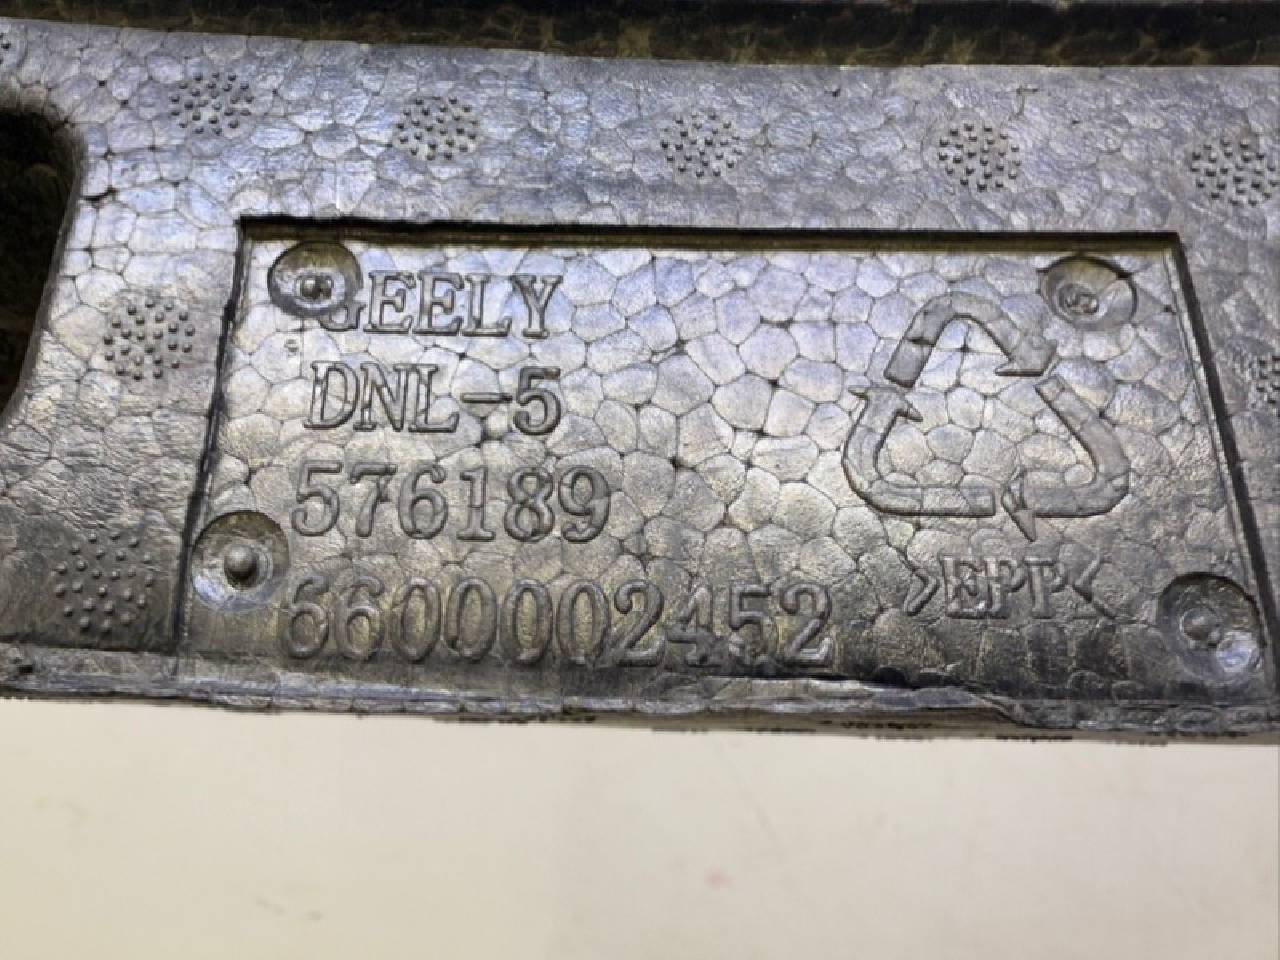 GEELY
DNL-5
576189
6600002452
>EPP<